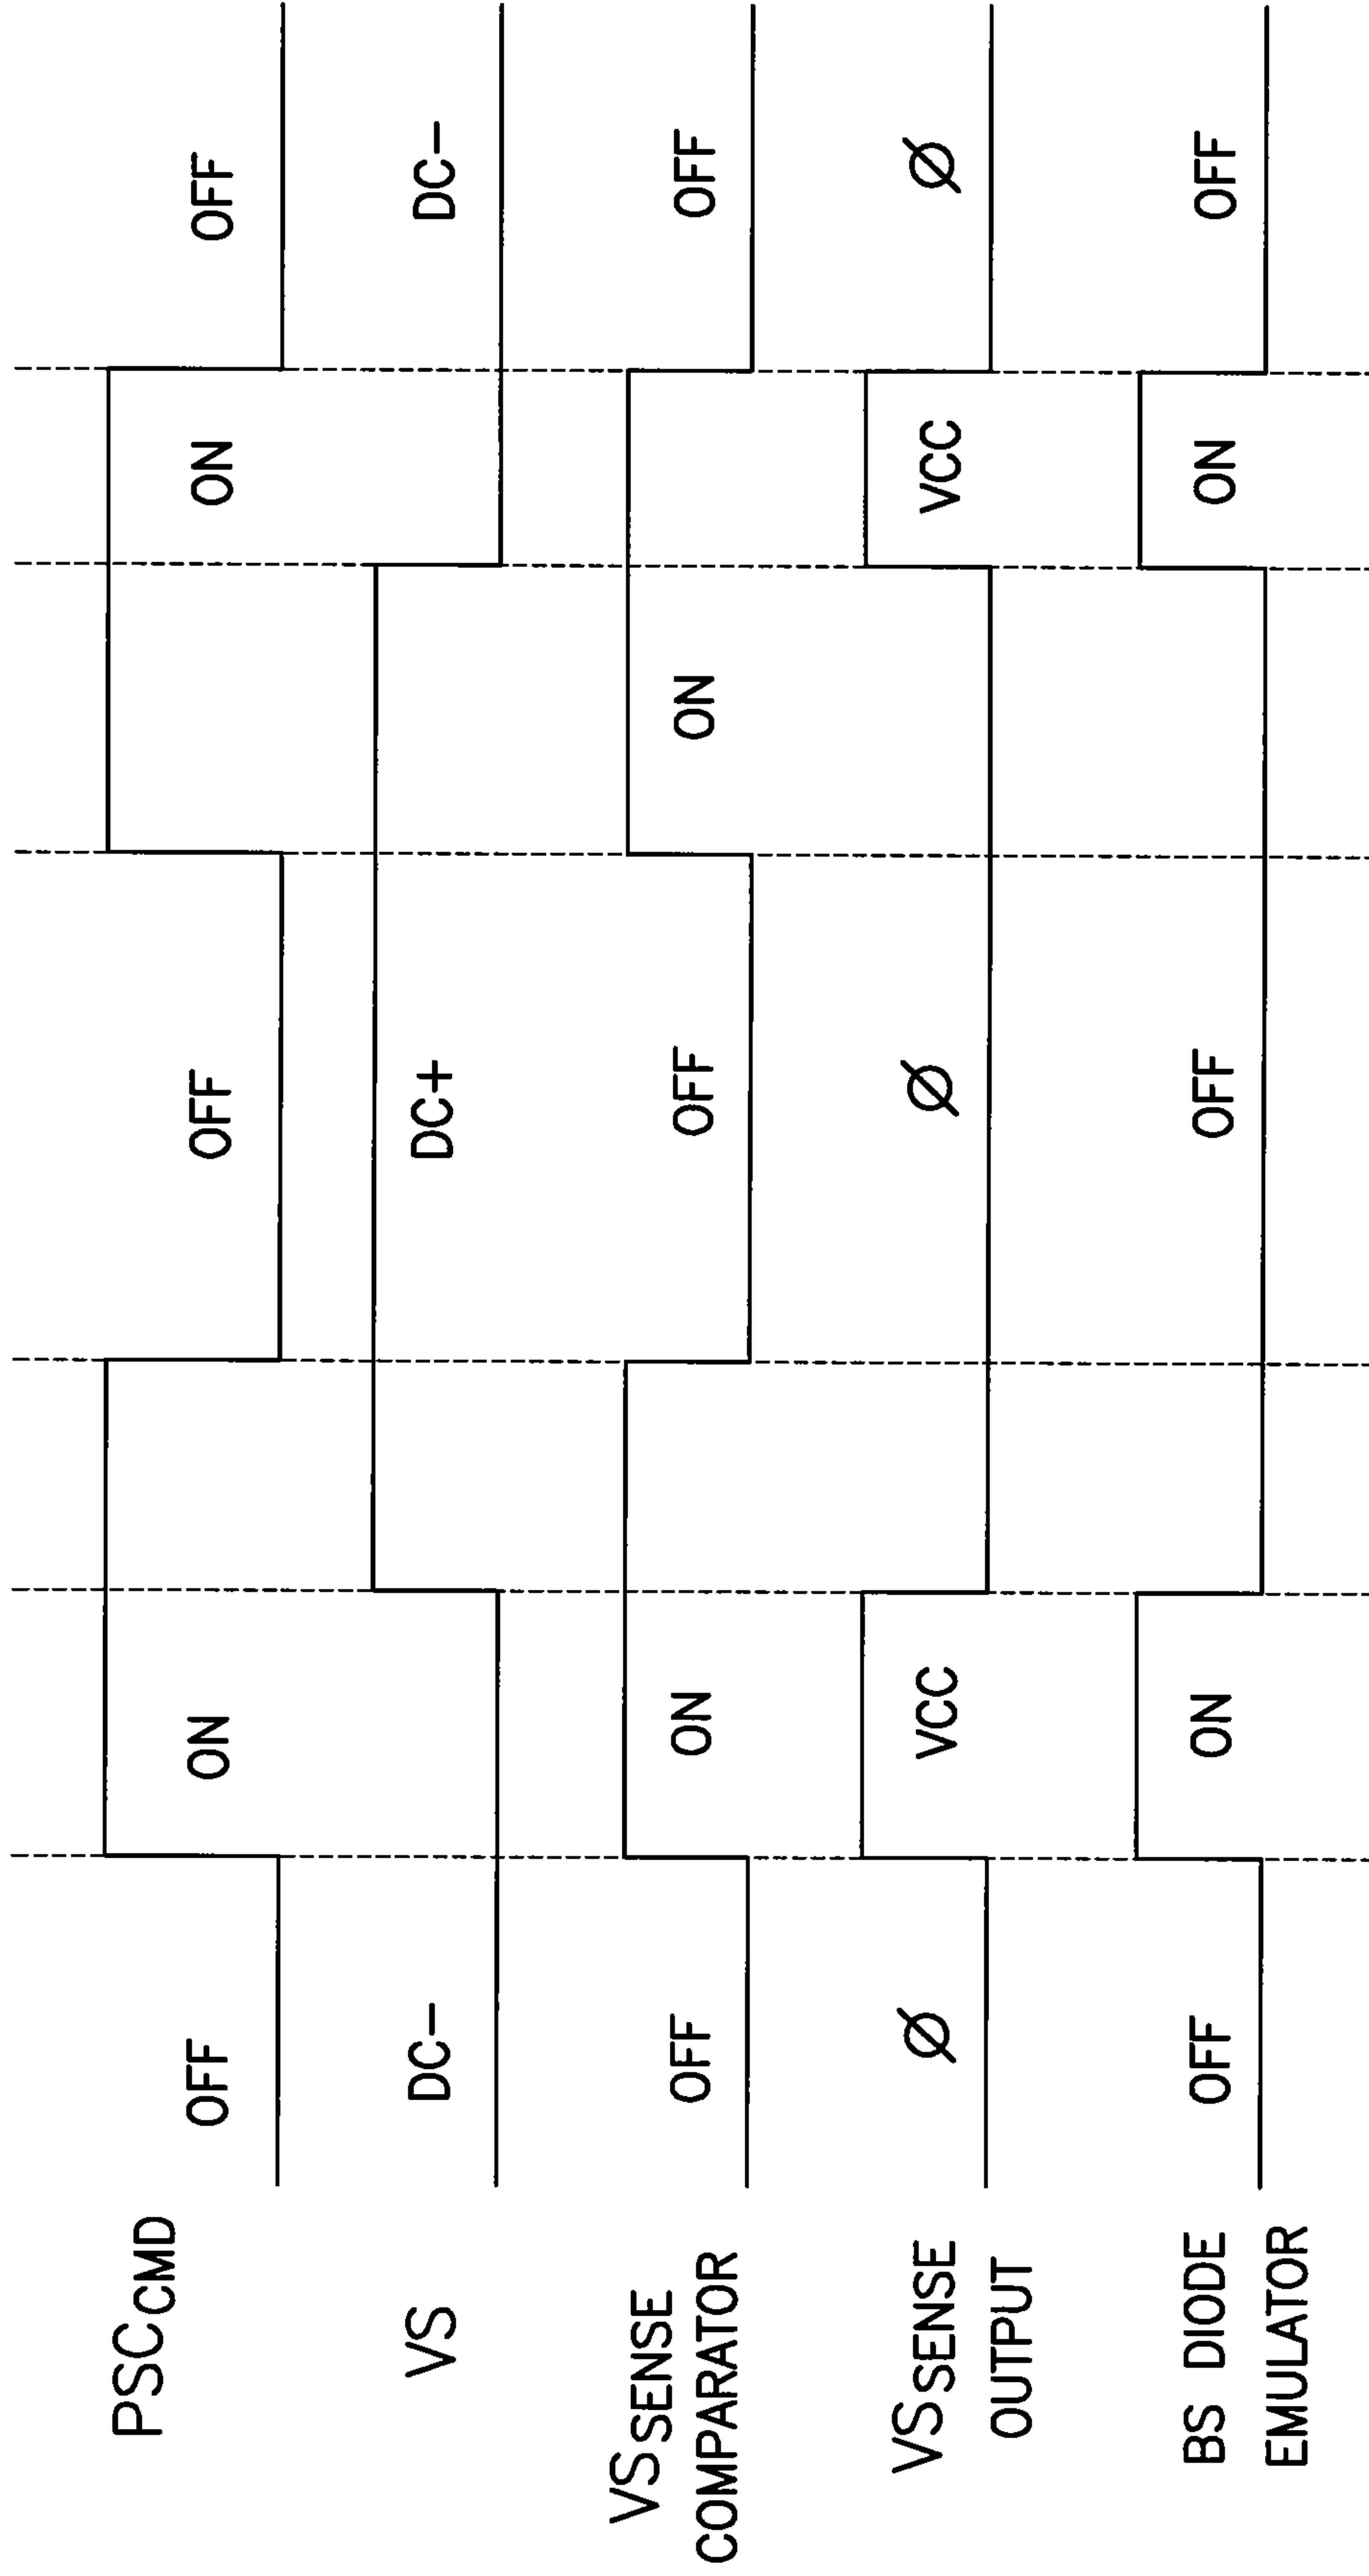 PSCCMD OFF ON OFF ON OFF
VS DC- DC+ DC-
VSSENSE
COMPARATOR OFF ON OFF ON OFF
VSSENSE
OUTPUT Ø VCC Ø VCC Ø
BS DIODE
EMULATOR OFF ON OFF ON OFF